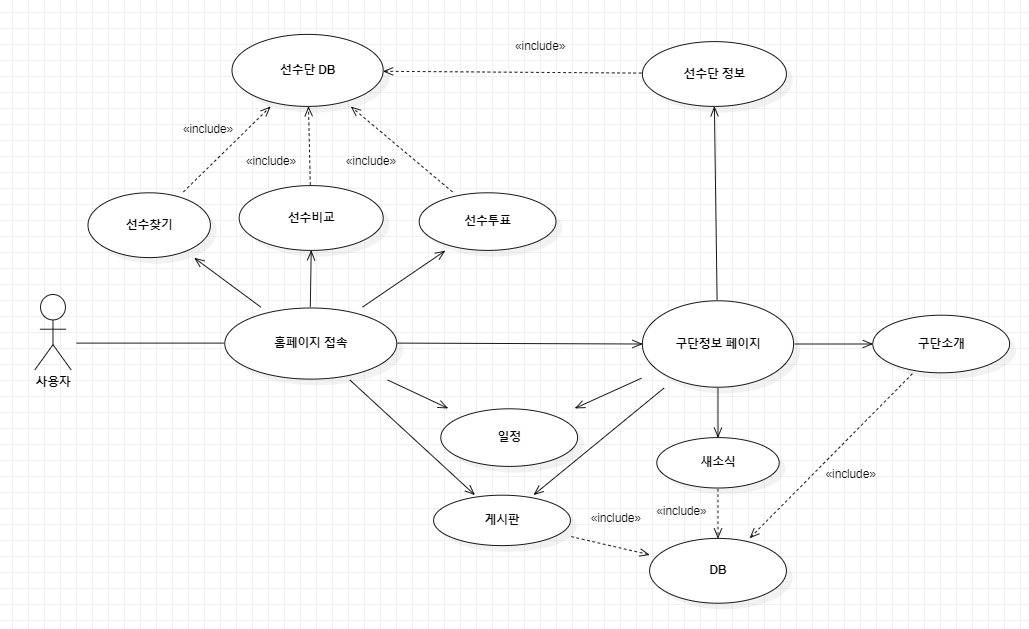 «include»
선수단 DB
선수단 정보
«include»
«include»
«include»
선수찾기
선수비교
선수투표
홈페이지 접속
구단정보 페이지
구단소개
사용자
일정
새소식
«include»
게시판
«include»
«include»
DB